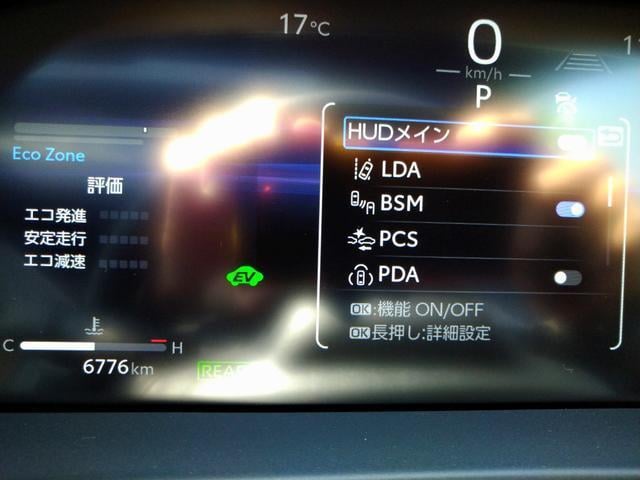 17℃
0
km/h
P
HUDメイン
Eco Zone
LDA
評価
BSM
エコ発進
安定走行
PCS
エコ減速
EV
PDA
OK:機能 ON/OFF
OK長押し:詳細設定
C H
6776km